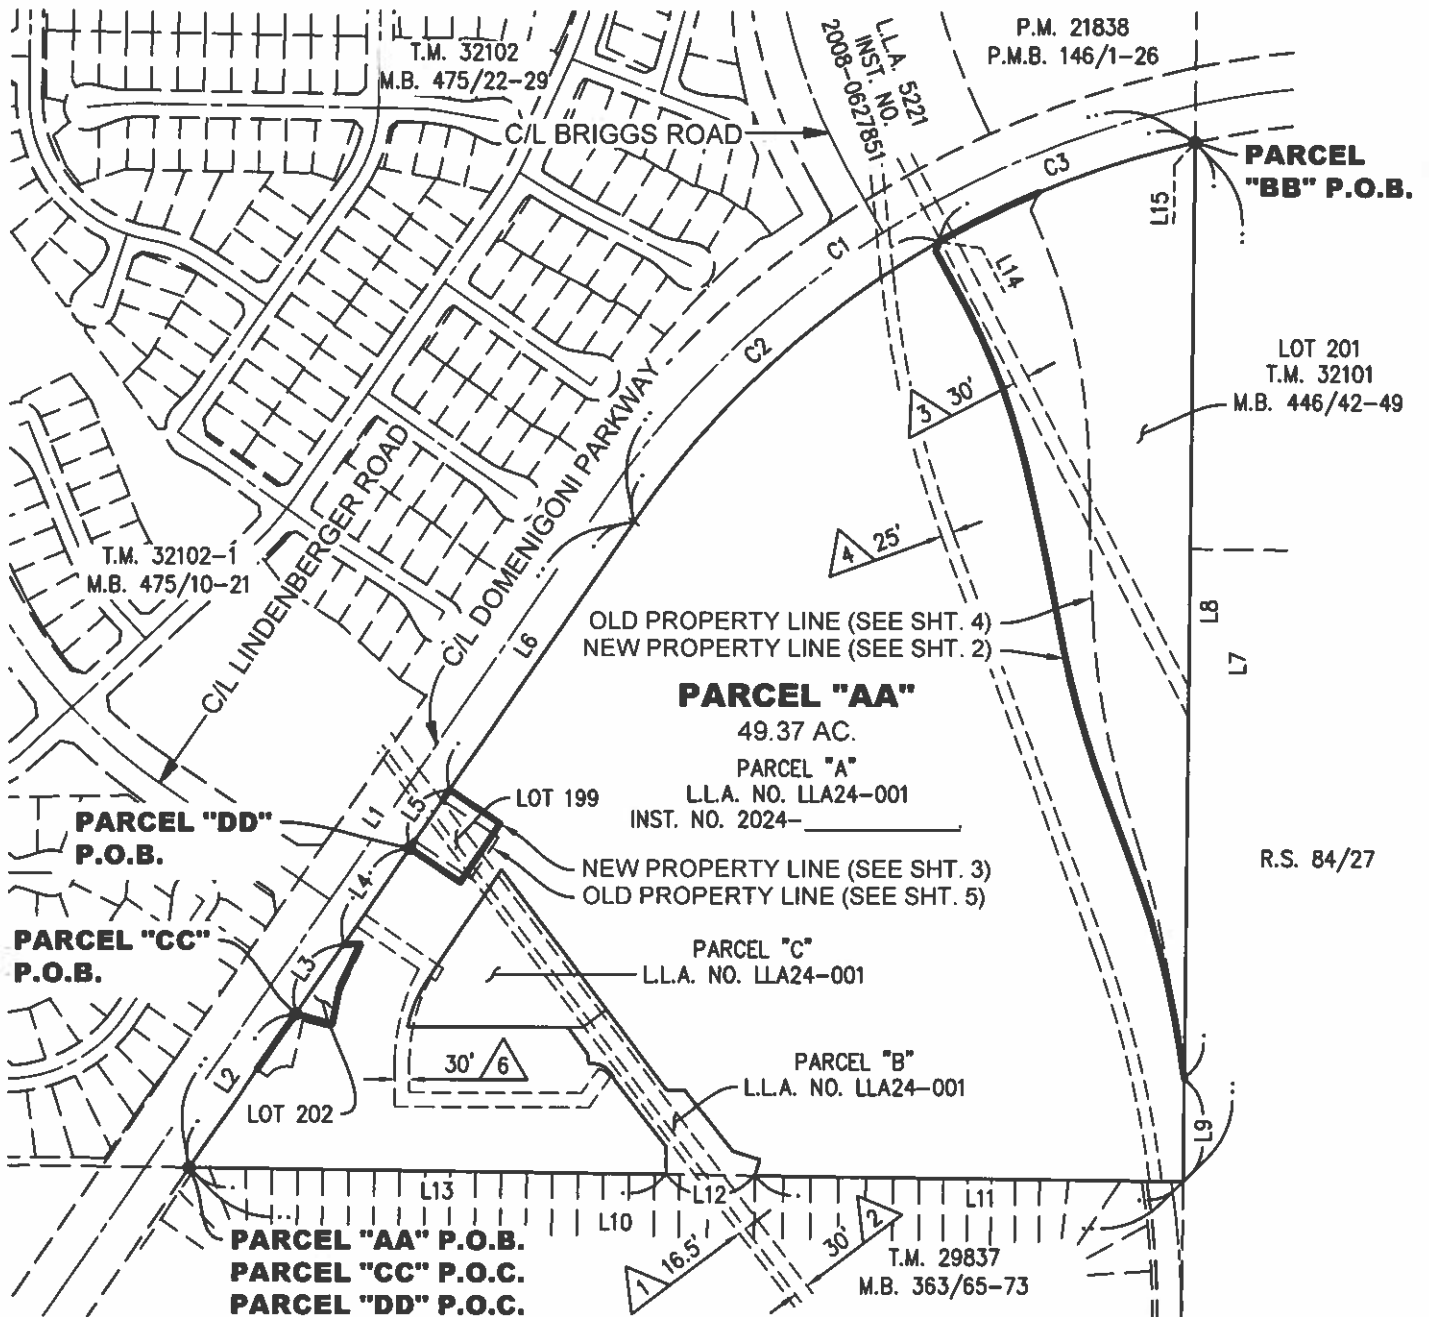 T.M. 32102
M.B. 475/22-29
C/L BRIGGS ROAD
L.L.A. 5221
INST. NO.
2008-0627851
P.M. 21838
P.M.B. 146/1-26
C3
PARCEL
"BB" P.O.B.
L15
C1
L14
C2
LOT 201
T.M. 32101
M.B. 446/42-49
3 30'
4 25'
C/L LINDENBERGER ROAD
C/L DOMENIGONI PARKWAY
T.M. 32102-1
M.B. 475/10-21
L6
OLD PROPERTY LINE (SEE SHT. 4)
NEW PROPERTY LINE (SEE SHT. 2)
L8
L7
PARCEL "AA"
49.37 AC.
PARCEL "A"
L.L.A. NO. LLA24-001
INST. NO. 2024-____________.
LOT 199
L1
L5
PARCEL "DD"
P.O.B.
NEW PROPERTY LINE (SEE SHT. 3)
OLD PROPERTY LINE (SEE SHT. 5)
R.S. 84/27
L4
PARCEL "CC"
P.O.B.
L3
PARCEL "C"
L.L.A. NO. LLA24-001
30' 6
PARCEL "B"
L.L.A. NO. LLA24-001
L2
LOT 202
L9
L13
L12
L11
L10
PARCEL "AA" P.O.B.
PARCEL "CC" P.O.C.
PARCEL "DD" P.O.C.
1 16.5'
30' 2
T.M. 29837
M.B. 363/65-73